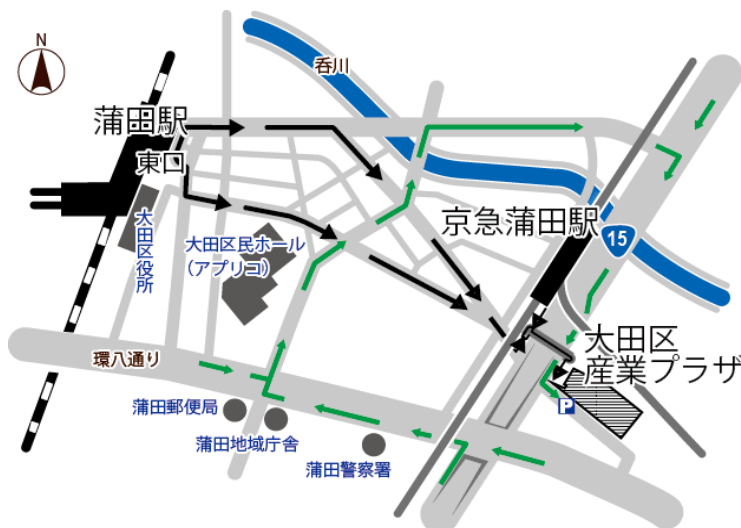 N
呑川
蒲田駅
東口
大田区役所
大田区民ホール
(アプリコ)
京急蒲田駅
15
大田区
産業プラザ
P
環八通り
蒲田郵便局
蒲田地域庁舎
蒲田警察署